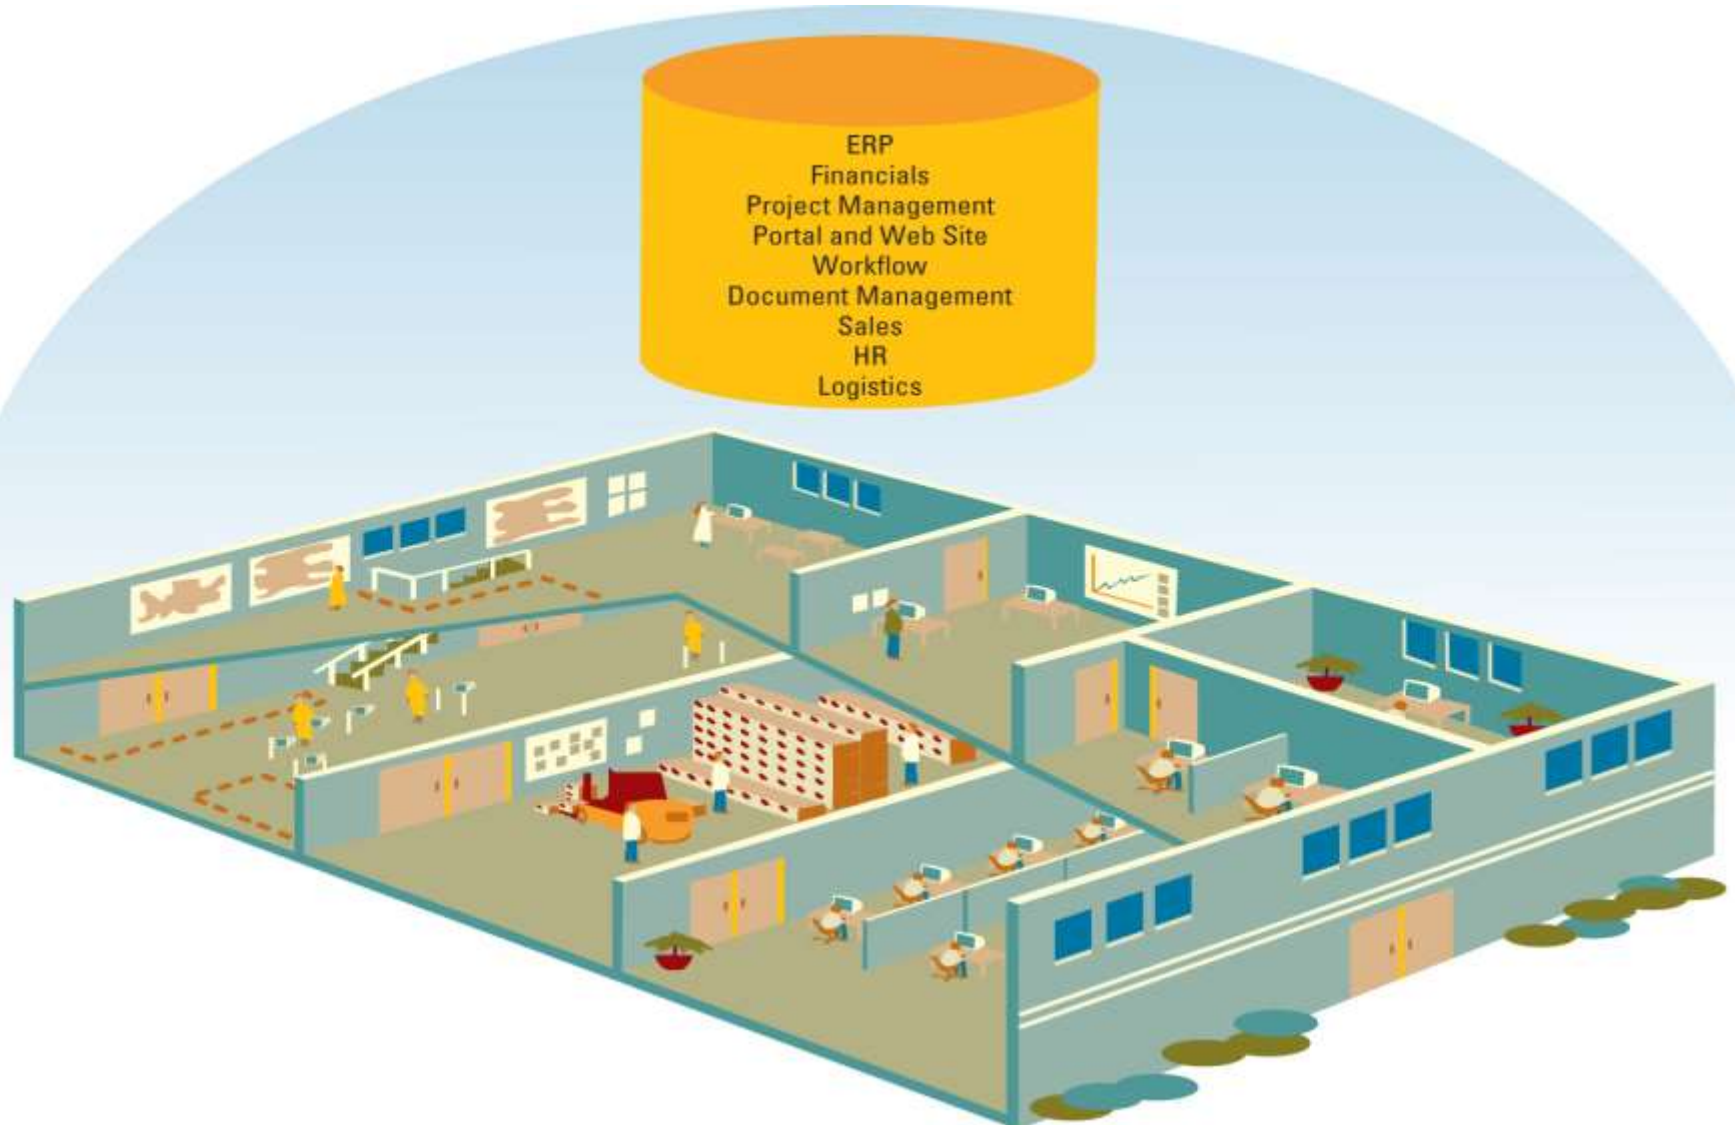 ERP
Financials
Project Management
Portal and Web Site
Workflow
Document Management
Sales
HR
Logistics